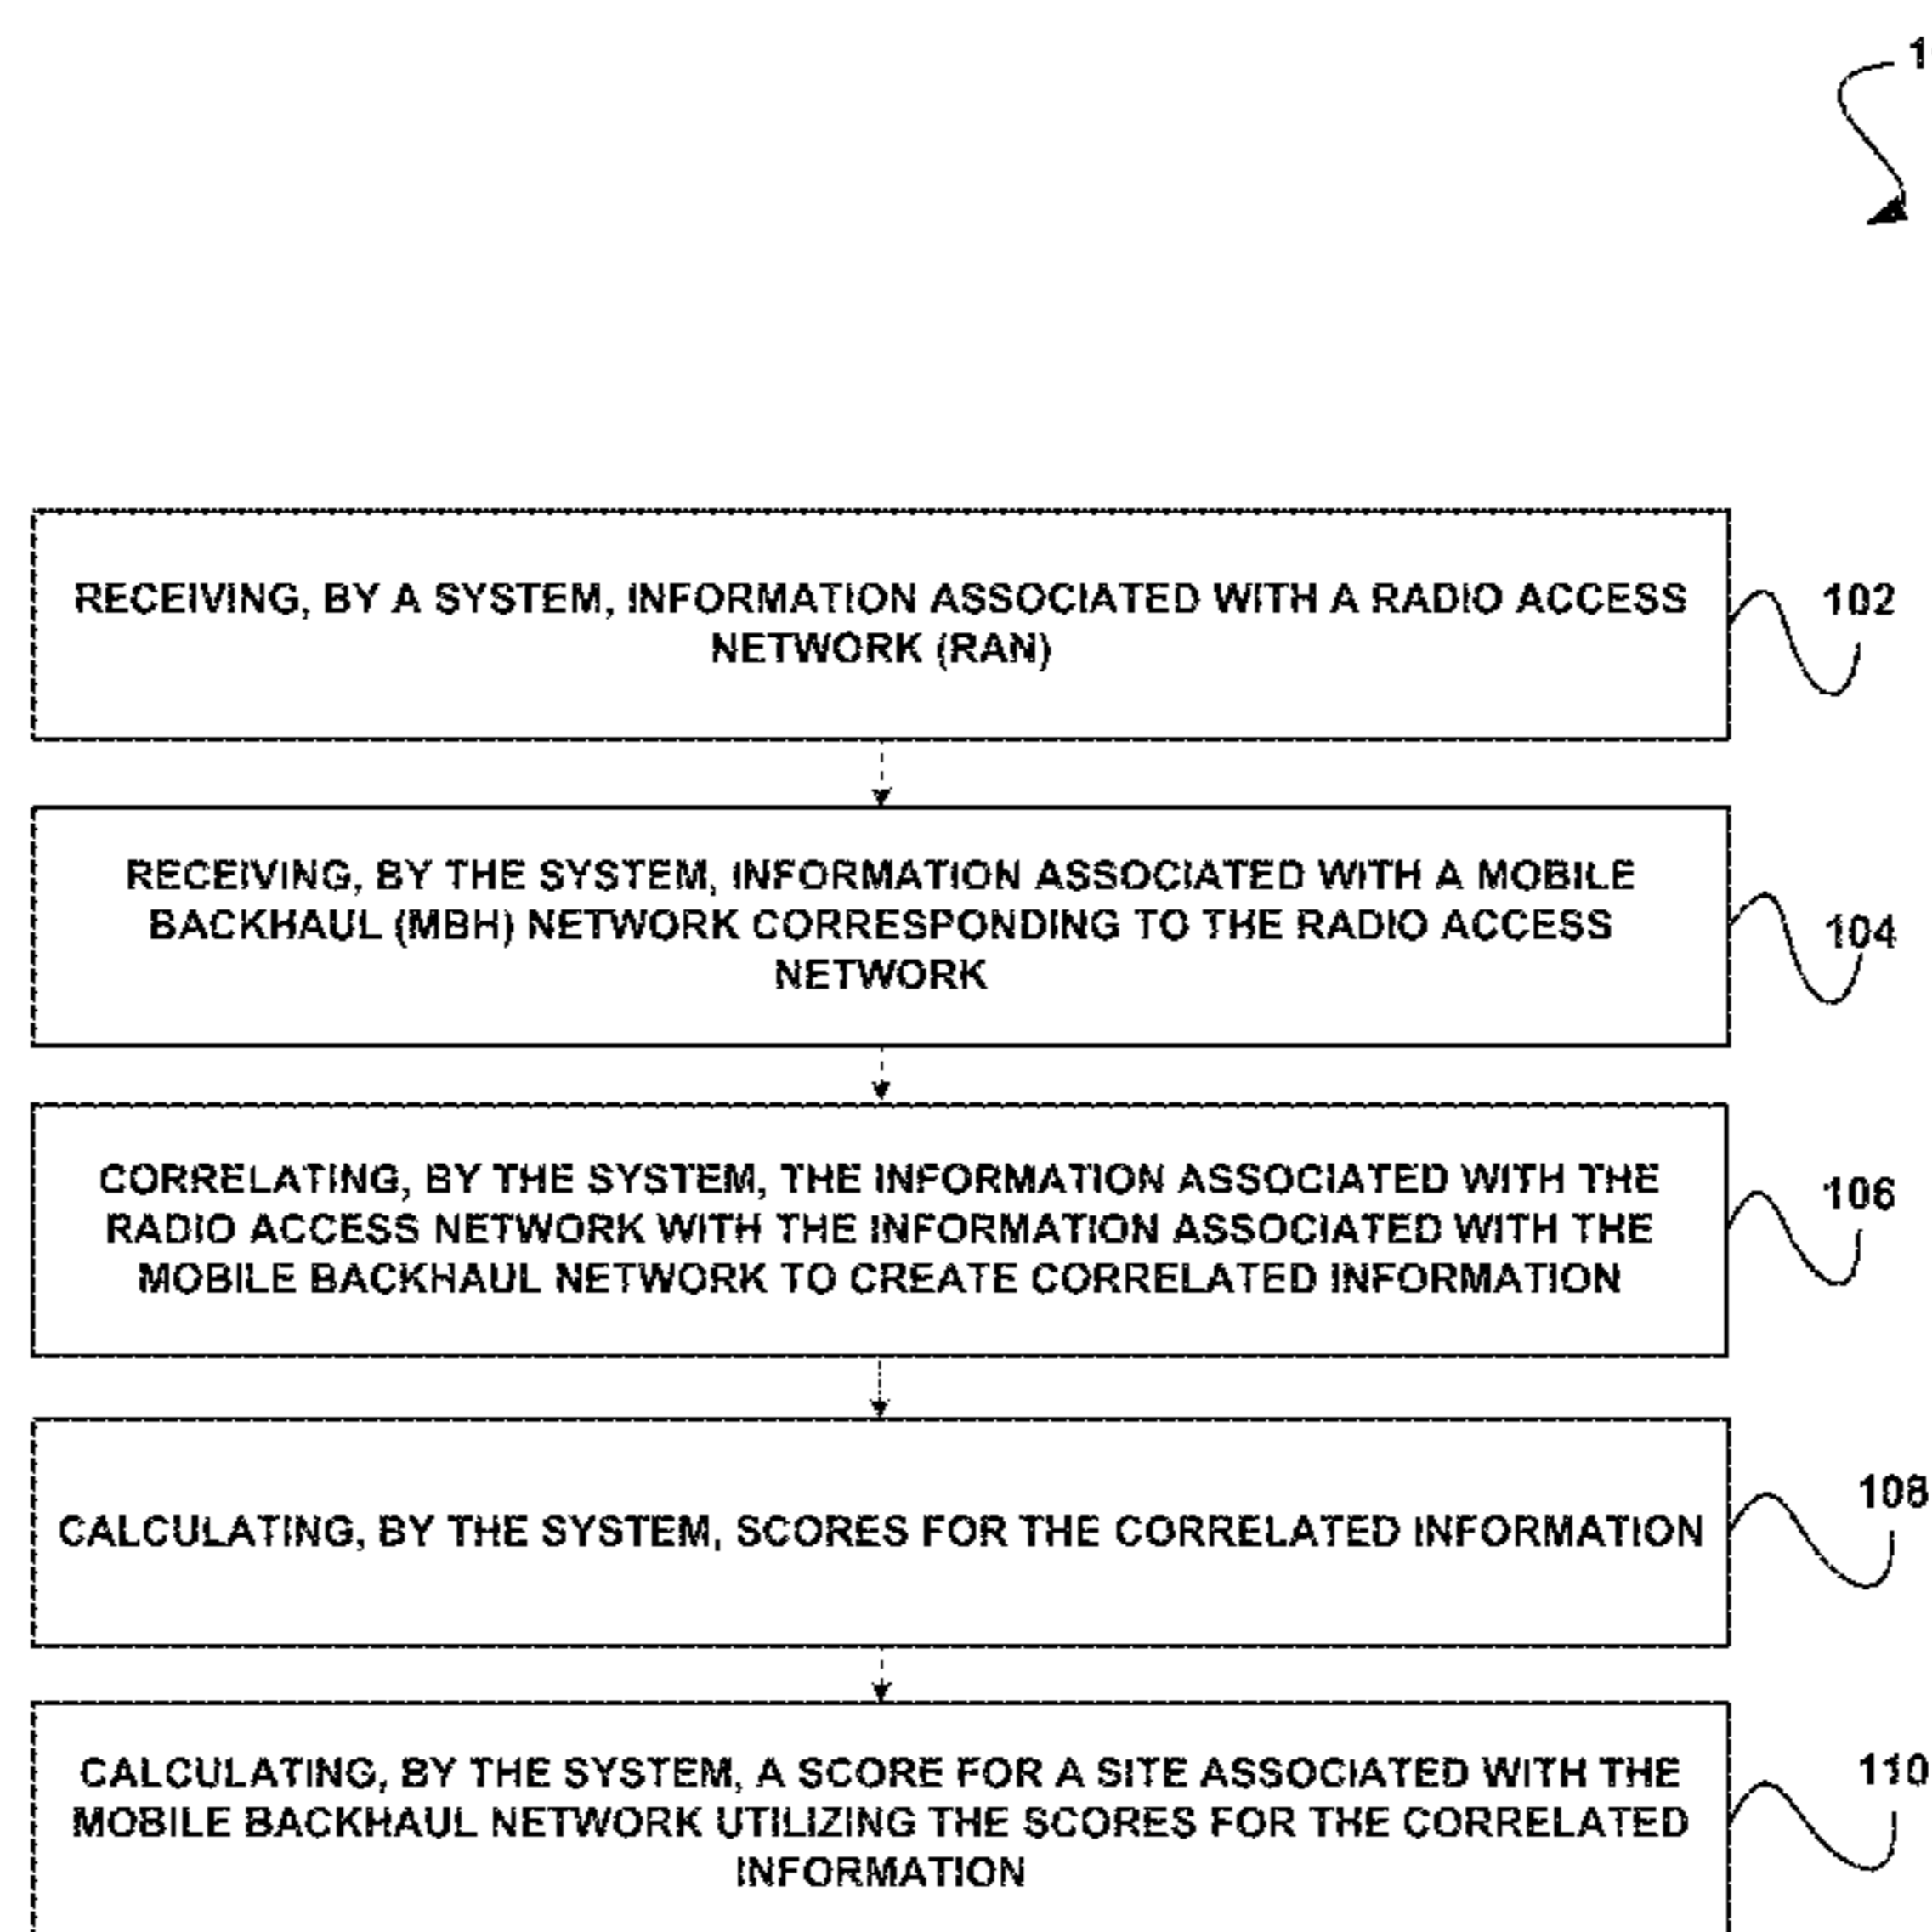 1
RECEIVING, BY A SYSTEM, INFORMATION ASSOCIATED WITH A RADIO ACCESS
NETWORK (RAN)
102
RECEIVING, BY THE SYSTEM, INFORMATION ASSOCIATED WITH A MOBILE
BACKHAUL (MBH) NETWORK CORRESPONDING TO THE RADIO ACCESS
NETWORK
104
CORRELATING, BY THE SYSTEM, THE INFORMATION ASSOCIATED WITH THE
RADIO ACCESS NETWORK WITH THE INFORMATION ASSOCIATED WITH THE
MOBILE BACKHAUL NETWORK TO CREATE CORRELATED INFORMATION
106
CALCULATING, BY THE SYSTEM, SCORES FOR THE CORRELATED INFORMATION
108
CALCULATING, BY THE SYSTEM, A SCORE FOR A SITE ASSOCIATED WITH THE
MOBILE BACKHAUL NETWORK UTILIZING THE SCORES FOR THE CORRELATED
INFORMATION
110